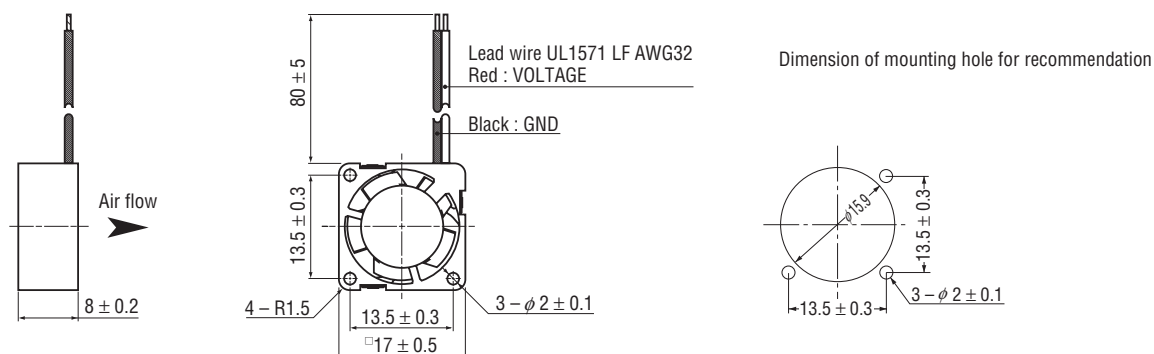 80 ± 5
Lead wire UL1571 LF AWG32
Red : VOLTAGE
Black : GND
Air flow
13.5 ± 0.3
8 ± 0.2
4 – R1.5
13.5 ± 0.3
□17 ± 0.5
3 – ϕ 2 ± 0.1
Dimension of mounting hole for recommendation
ϕ15.9
13.5 ± 0.3
13.5 ± 0.3
3 – ϕ 2 ± 0.1